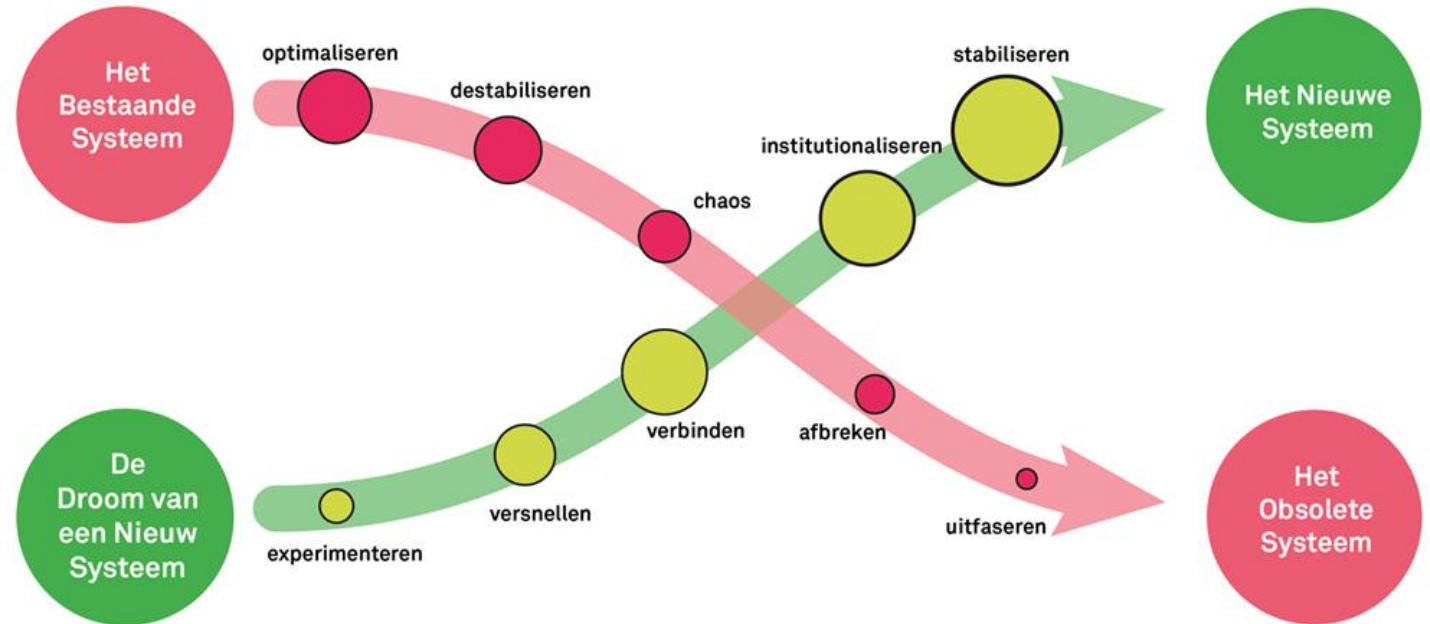 Het
Bestaande
Systeem
optimaliseren
destabiliseren
chaos
afbreken
uitfaseren
Het
Obsolete
Systeem
De
Droom van
een Nieuw
Systeem
experimenteren
versnellen
verbinden
institutionaliseren
stabiliseren
Het Nieuwe
Systeem